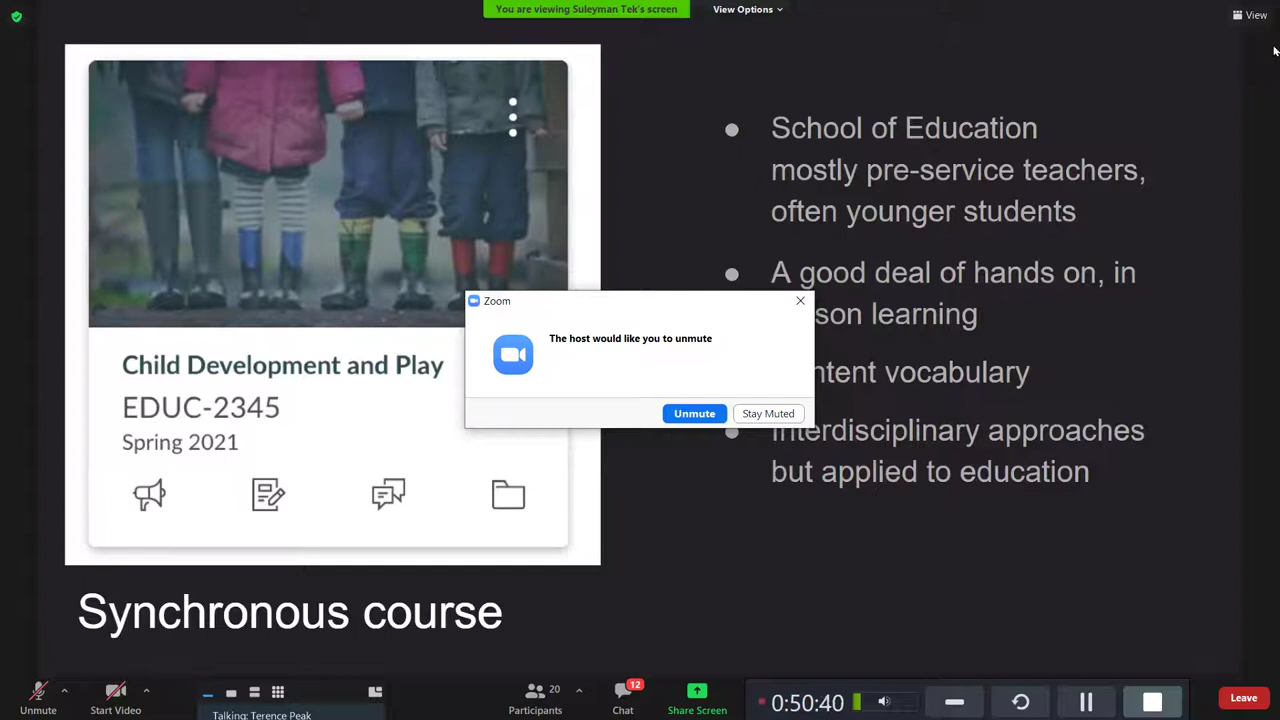 You are viewing Suleyman Tek's screen
View Options
View
School of Education
mostly pre-service teachers,
often younger students
A good deal of hands on, in
son learning
ntent vocabulary
Interdisciplinary approaches
but applied to education
Zoom
The host would like you to unmute
Unmute
Stay Muted
Child Development and Play
EDUC-2345
Spring 2021
Synchronous course
Unmute
Start Video
Talking: Terence Peak
20
Participants
12
Chat
Share Screen
0:50:40
Leave